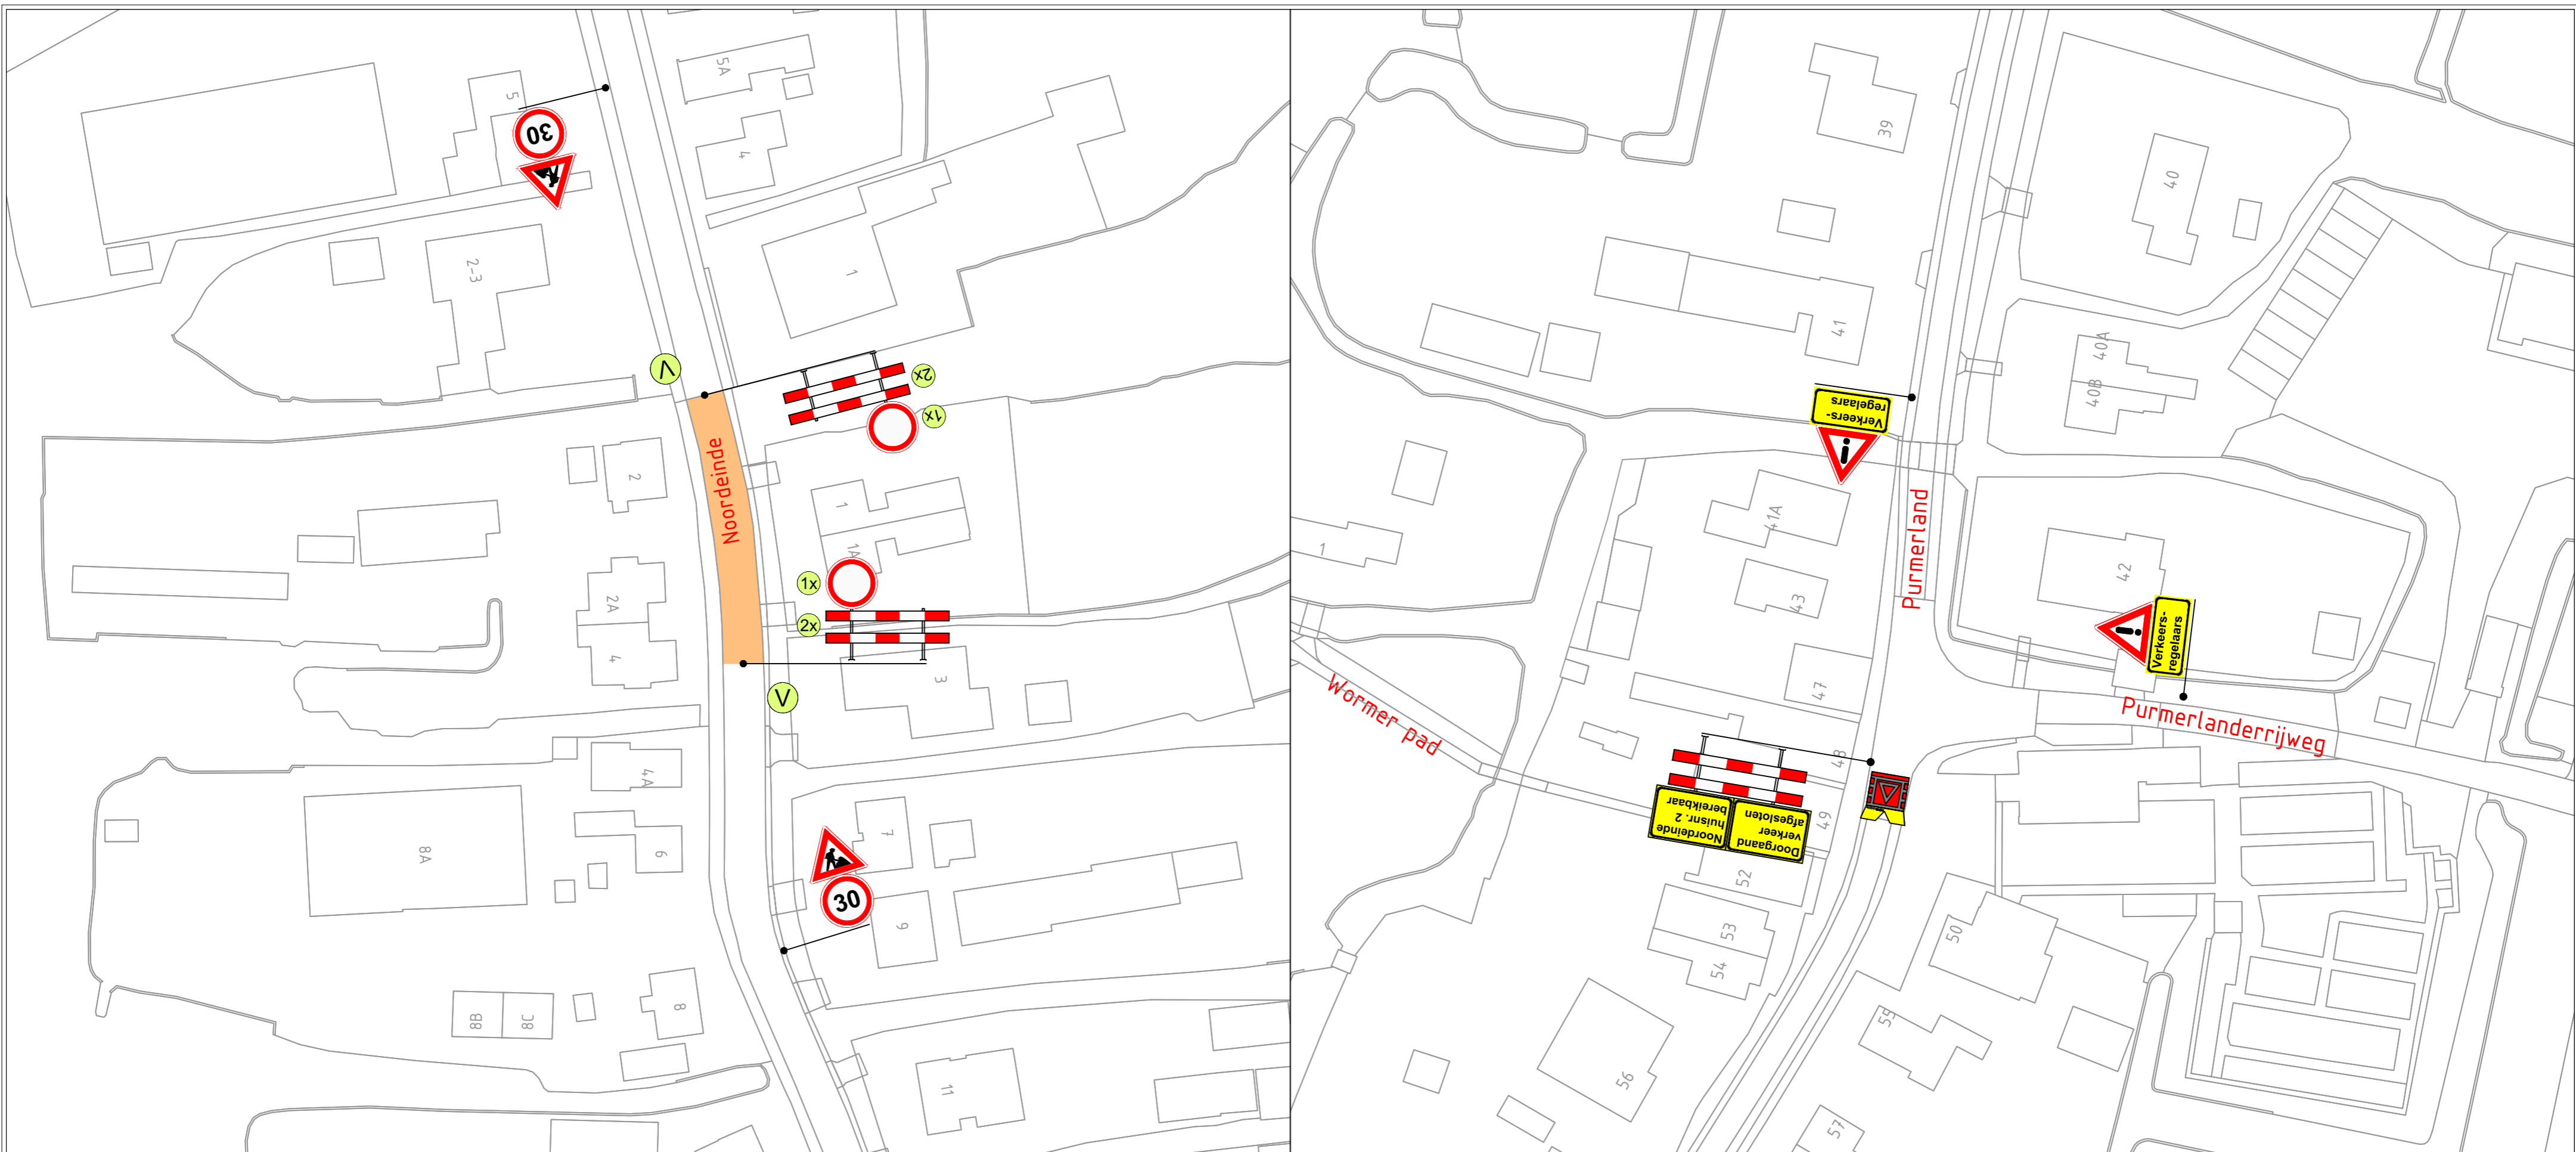 5A
5
30
4
2-3
1
V
2x
1x
Noordeinde
2
1
1A
1x
2x
2A
4
3
V
4A
7
8A
6
30
9
8
8B
8C
11
39
40
41
40A
40B
Verkeers-
regelaars
41A
Purmerland
1
42
43
Verkeers-
regelaars
47
Wormer pad
Purmerlanderrijweg
48
49
Noordeinde
huisnr. 2
bereikbaar
Doorgaand
verkeer
afgesloten
52
53
50
54
55
56
57